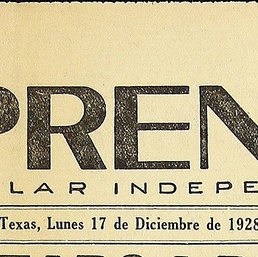 PREN
LAR INDEPE
Texas, Lunes 17 de Diciembre de 1928